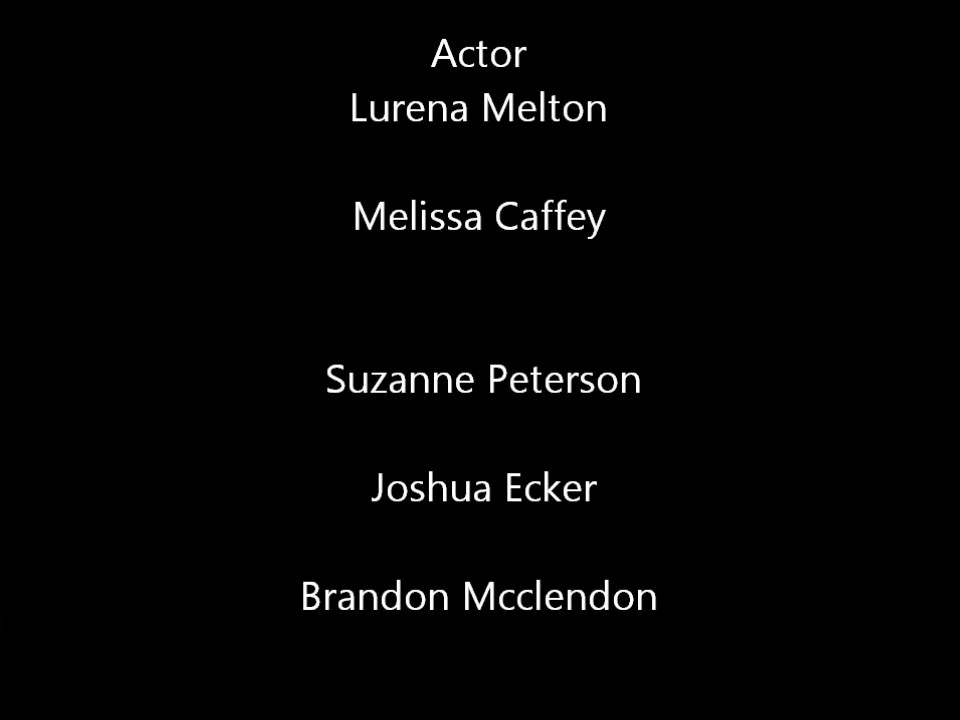 Actor
Lurena Melton
Melissa Caffey
Suzanne Peterson
Joshua Ecker
Brandon Mcclendon